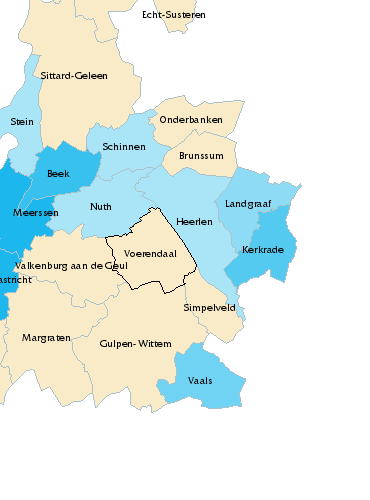 Echt-Susteren
Sittard-Geleen
Stein
Onderbanken
Schinnen
Brunssum
Beek
Landgraaf
Nuth
Meerssen
Heerlen
Kerkrade
Voerendaal
Valkenburg aan de Geul
astricht
Simpelveld
Margraten
Gulpen-Wittem
Vaals